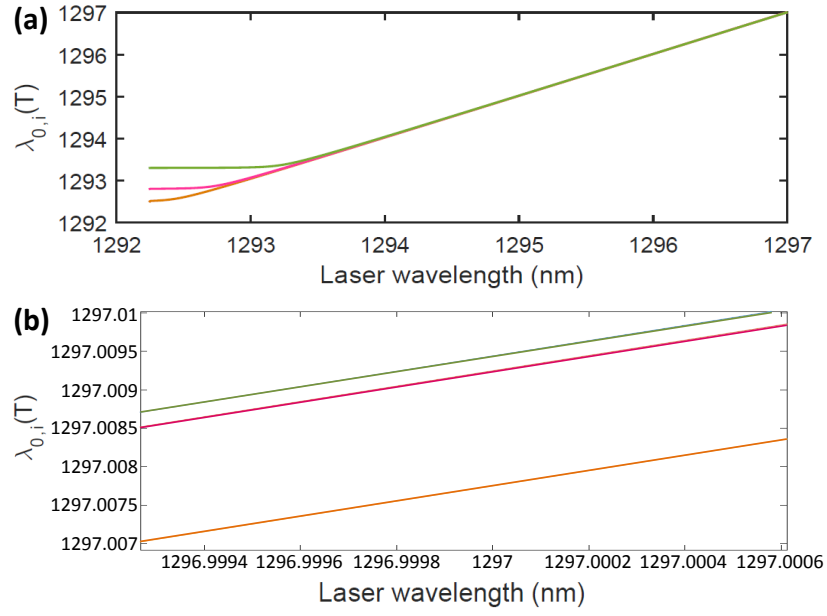 (a)
1297
1296
1295
1294
1293
1292
λ0,i(T)
1292 1293 1294 1295 1296 1297
Laser wavelength (nm)
(b)
1297.01
1297.0095
1297.009
1297.0085
1297.008
1297.0075
1297.007
λ0,i(T)
1296.9994 1296.9996 1296.9998 1297 1297.0002 1297.0004 1297.0006
Laser wavelength (nm)